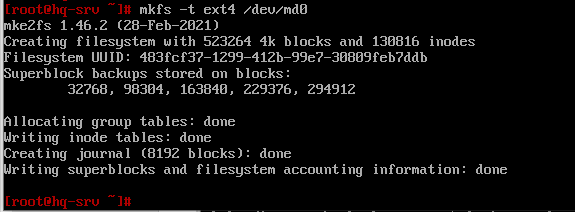 [root@hq-srv ~]# mkfs -t ext4 /dev/md0
mke2fs 1.46.2 (28-Feb-2021)
Creating filesystem with 523264 4k blocks and 130816 inodes
Filesystem UUID: 483fcf37-1299-412b-99e7-30809feb7ddb
Superblock backups stored on blocks:
32768, 98304, 163840, 229376, 294912
Allocating group tables: done
Writing inode tables: done
Creating journal (8192 blocks): done
Writing superblocks and filesystem accounting information: done
[root@hq-srv ~]#